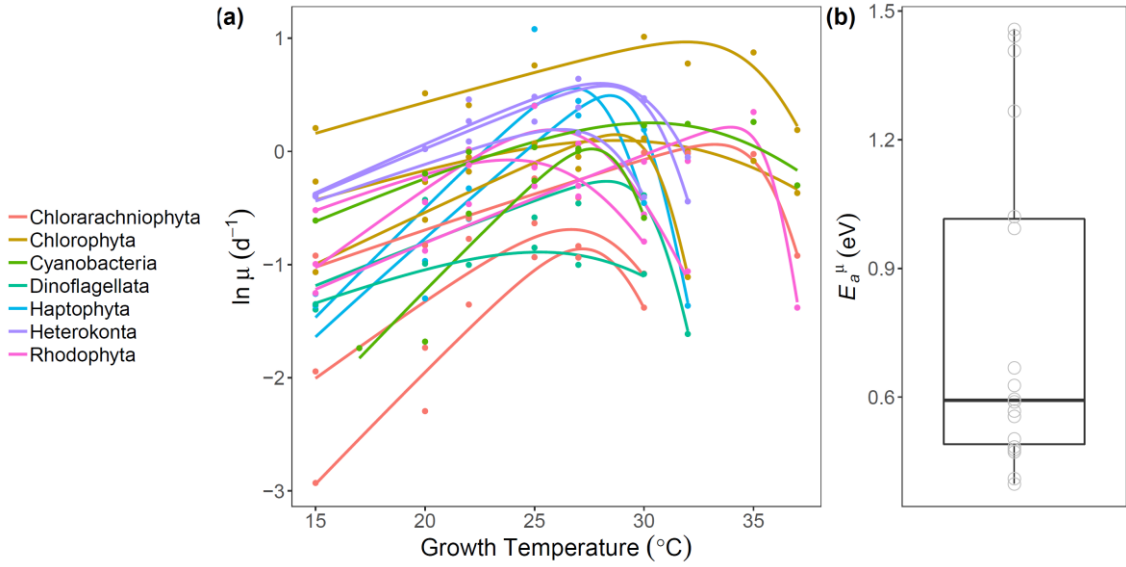 (a)
(b)
ln μ (d⁻¹)
1
0
−1
−2
−3
15
20
25
30
35
Growth Temperature (°C)
Chlorarachniophyta
Chlorophyta
Cyanobacteria
Dinoflagellata
Haptophyta
Heterokonta
Rhodophyta
Eₐ^μ (eV)
1.5
1.2
0.9
0.6